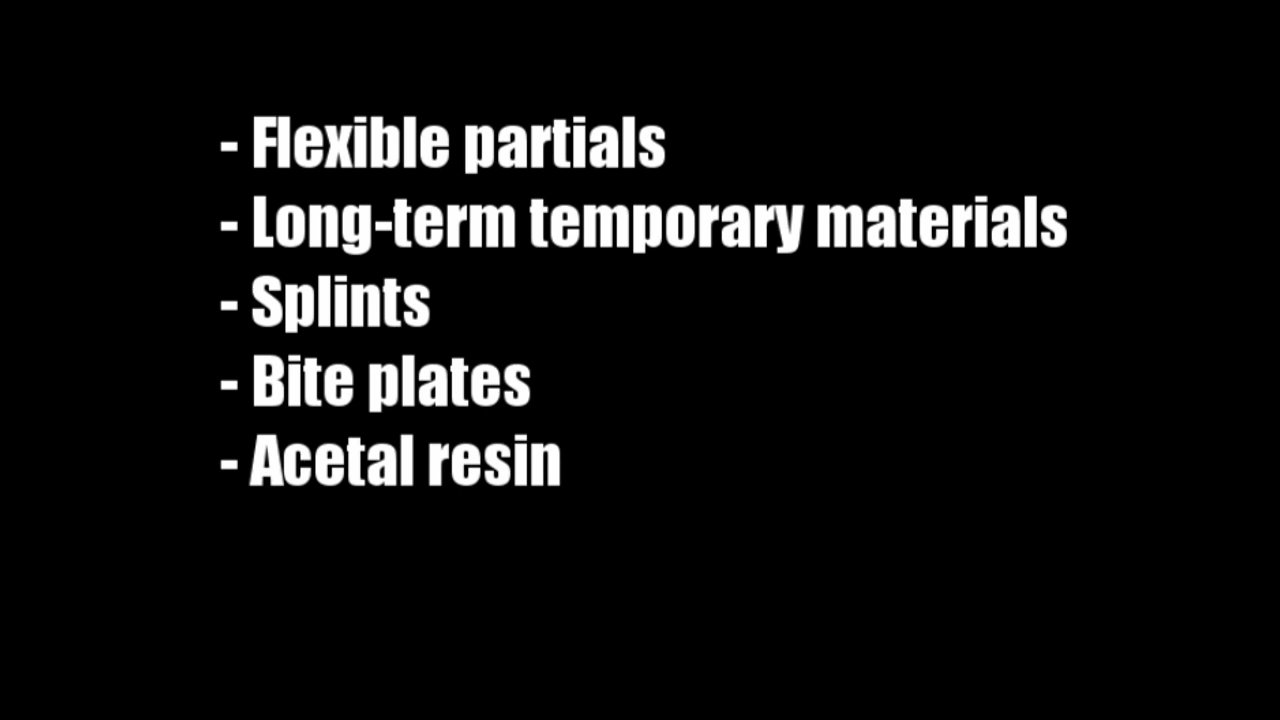 - Flexible partials
- Long-term temporary materials
- Splints
- Bite plates
- Acetal resin